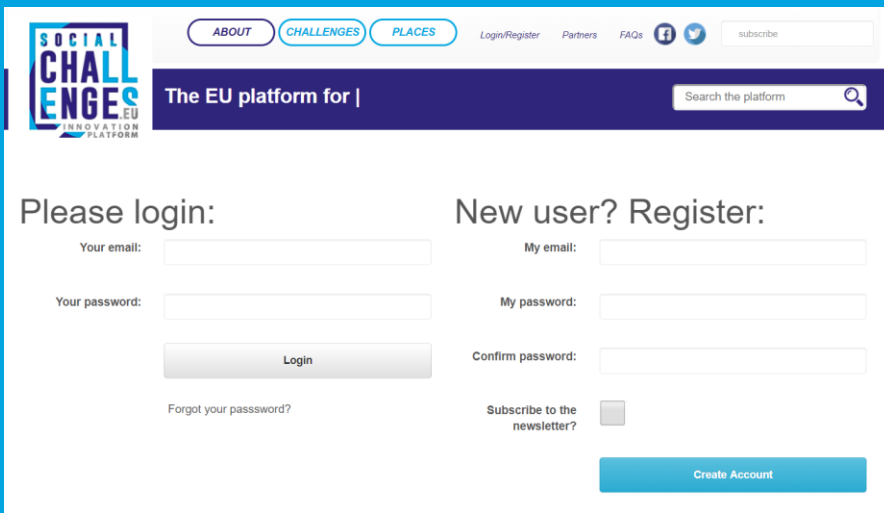 SOCIAL
CHALL
ENGES.EU
INNOVATION
PLATFORM
ABOUT
CHALLENGES
PLACES
Login/Register
Partners
FAQs
subscribe
The EU platform for |
Search the platform
Please login:
Your email:
Your password:
Login
Forgot your passsword?
New user? Register:
My email:
My password:
Confirm password:
Subscribe to the
newsletter?
Create Account